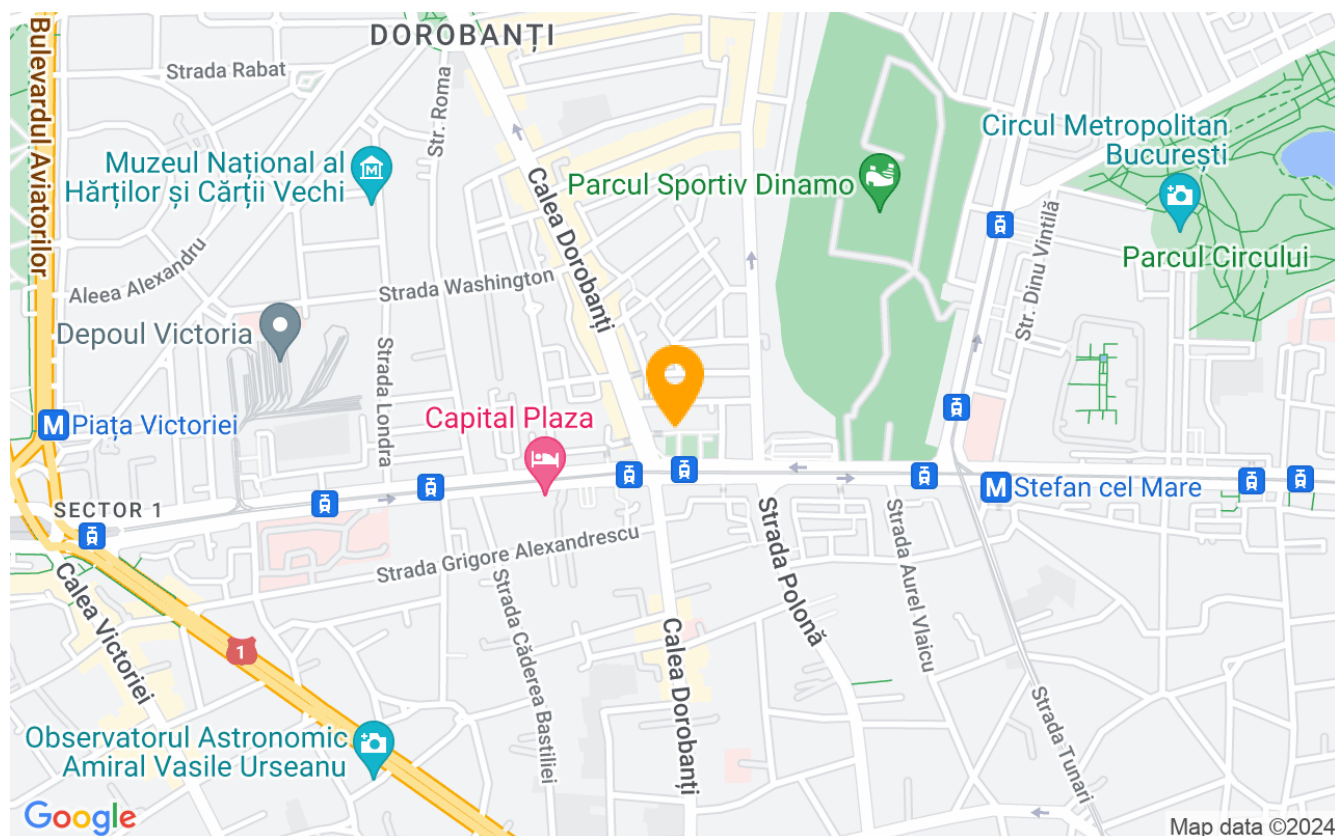 DOROBANȚI
Bulevardul Aviatorilor
Strada Rabat
Str. Roma
Circul Metropolitan
București
Muzeul Național al
Hărților și Cărții Vechi
Parcul Sportiv Dinamo
Calea Dorobanți
Parcul Circului
Str. Dinu Vintilă
Aleea Alexandru
Strada Washington
Depoul Victoria
Strada Londra
Capital Plaza
M Piața Victoriei
M Stefan cel Mare
SECTOR 1
Strada Grigore Alexandrescu
Strada Polonă
Strada Aurel Vlaicu
Calea Victoriei
Strada Căderea Bastiliei
1
Calea Dorobanți
Strada Tunari
Observatorul Astronomic
Amiral Vasile Urseanu
Google
Map data ©2024